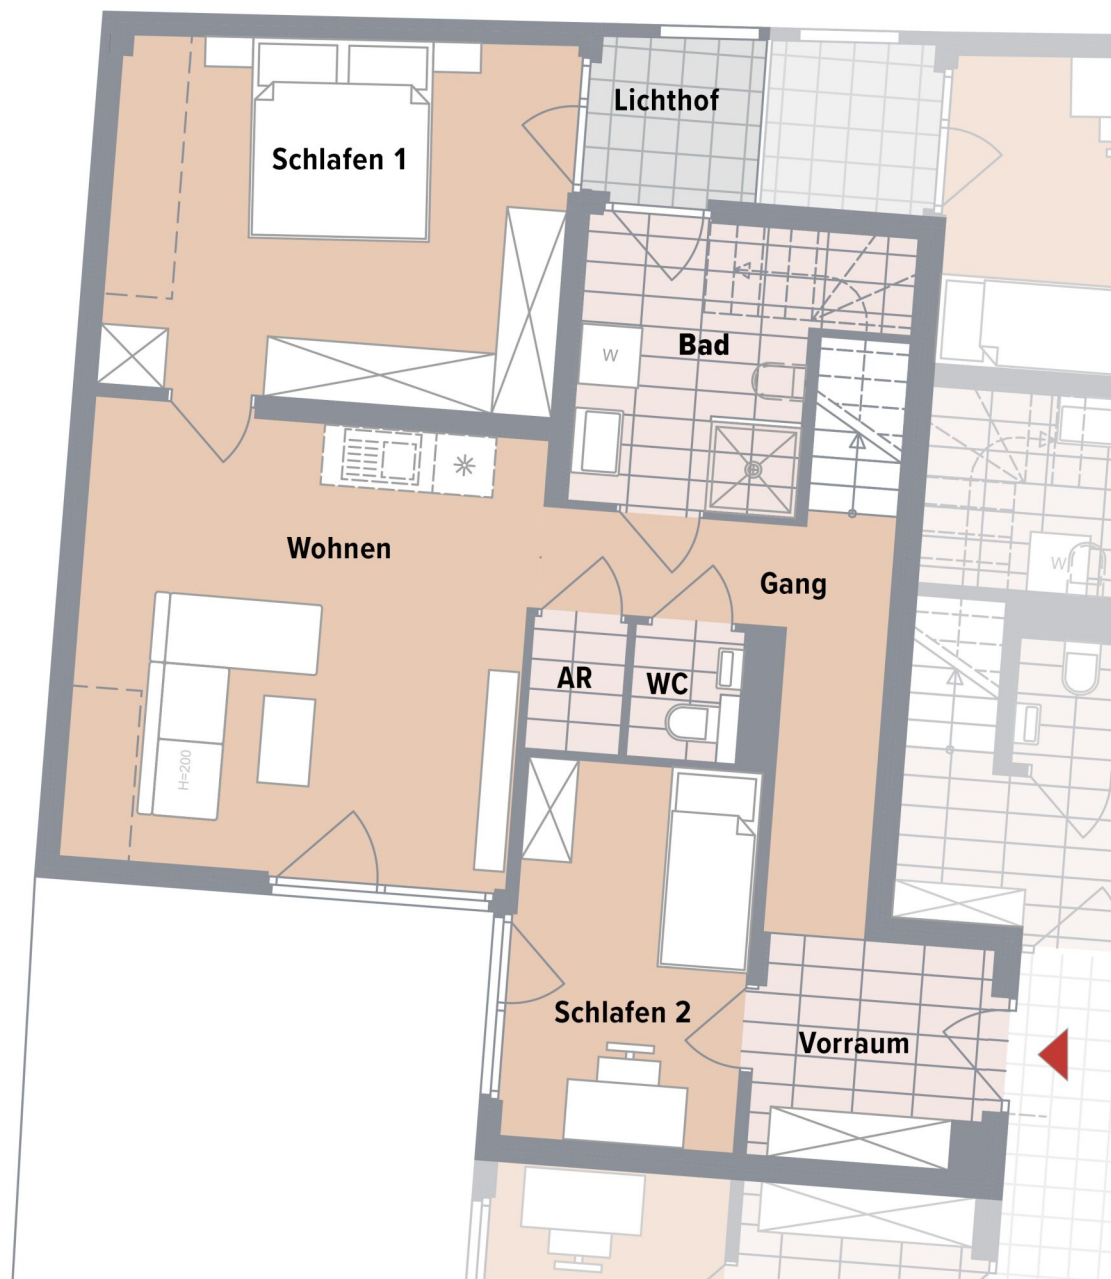 Lichthof
Schlafen 1
Bad
W
Wohnen
W
Gang
AR
WC
H=200
Schlafen 2
Vorraum